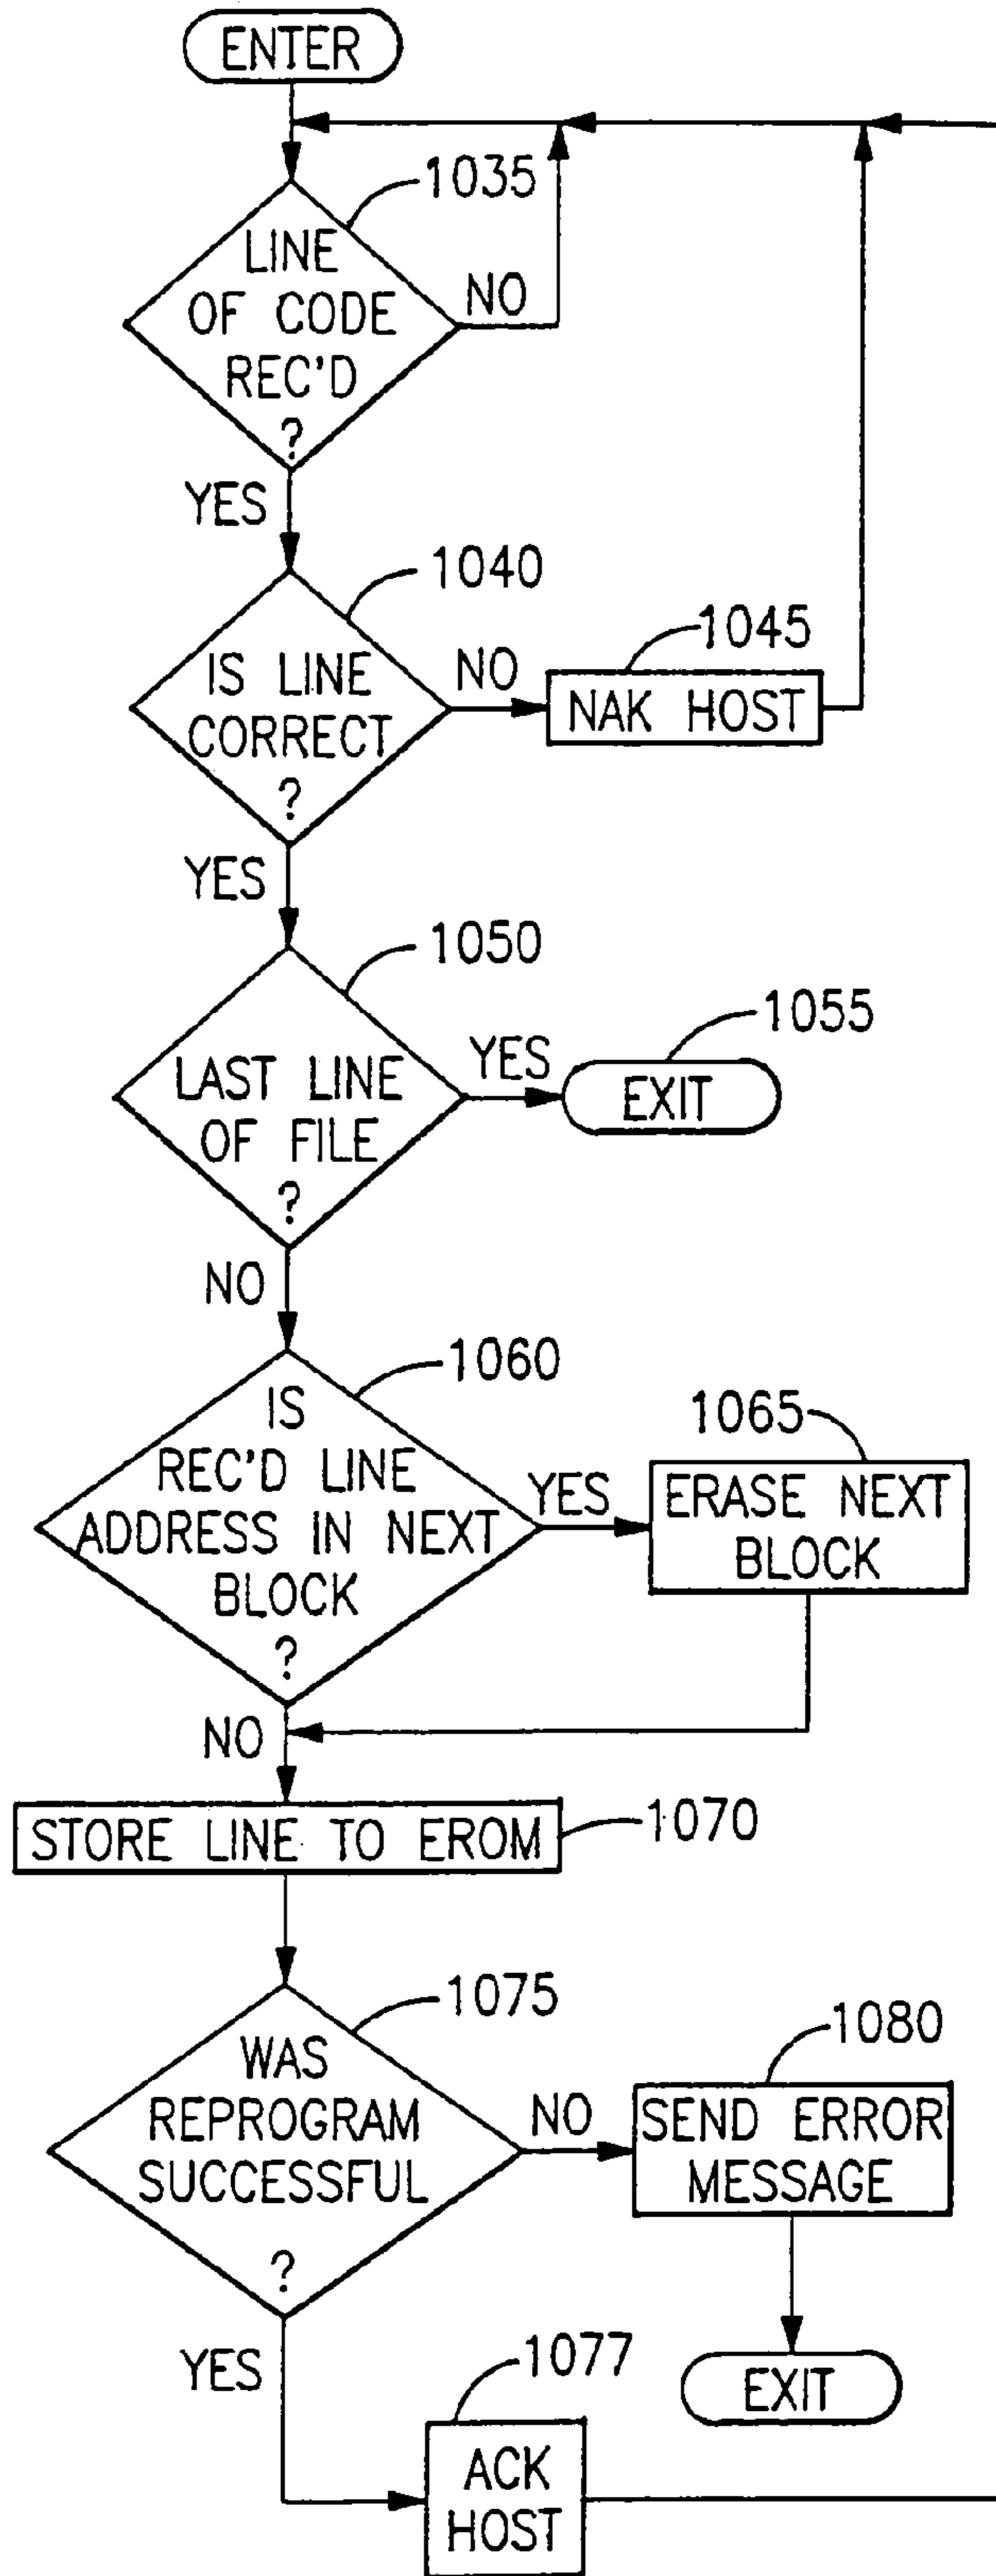 ENTER
1035
LINE
OF CODE
REC'D
?
NO
YES
1040
IS LINE
CORRECT
?
NO
1045
NAK HOST
YES
1050
LAST LINE
OF FILE
?
YES
1055
EXIT
NO
1060
IS
REC'D LINE
ADDRESS IN NEXT
BLOCK
?
YES
1065
ERASE NEXT
BLOCK
NO
STORE LINE TO EROM
1070
1075
WAS
REPROGRAM
SUCCESSFUL
?
NO
1080
SEND ERROR
MESSAGE
EXIT
YES
1077
ACK
HOST